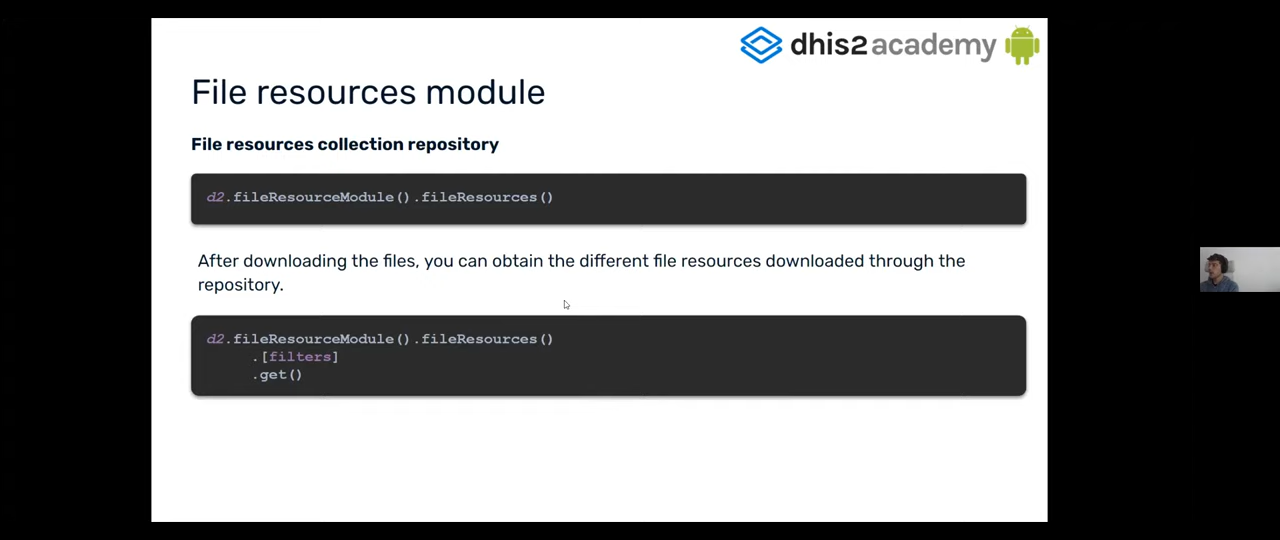 dhis2 academy
File resources module
File resources collection repository
d2.fileResourceModule().fileResources()
After downloading the files, you can obtain the different file resources downloaded through the
repository.
d2.fileResourceModule().fileResources()
.[filters]
.get()